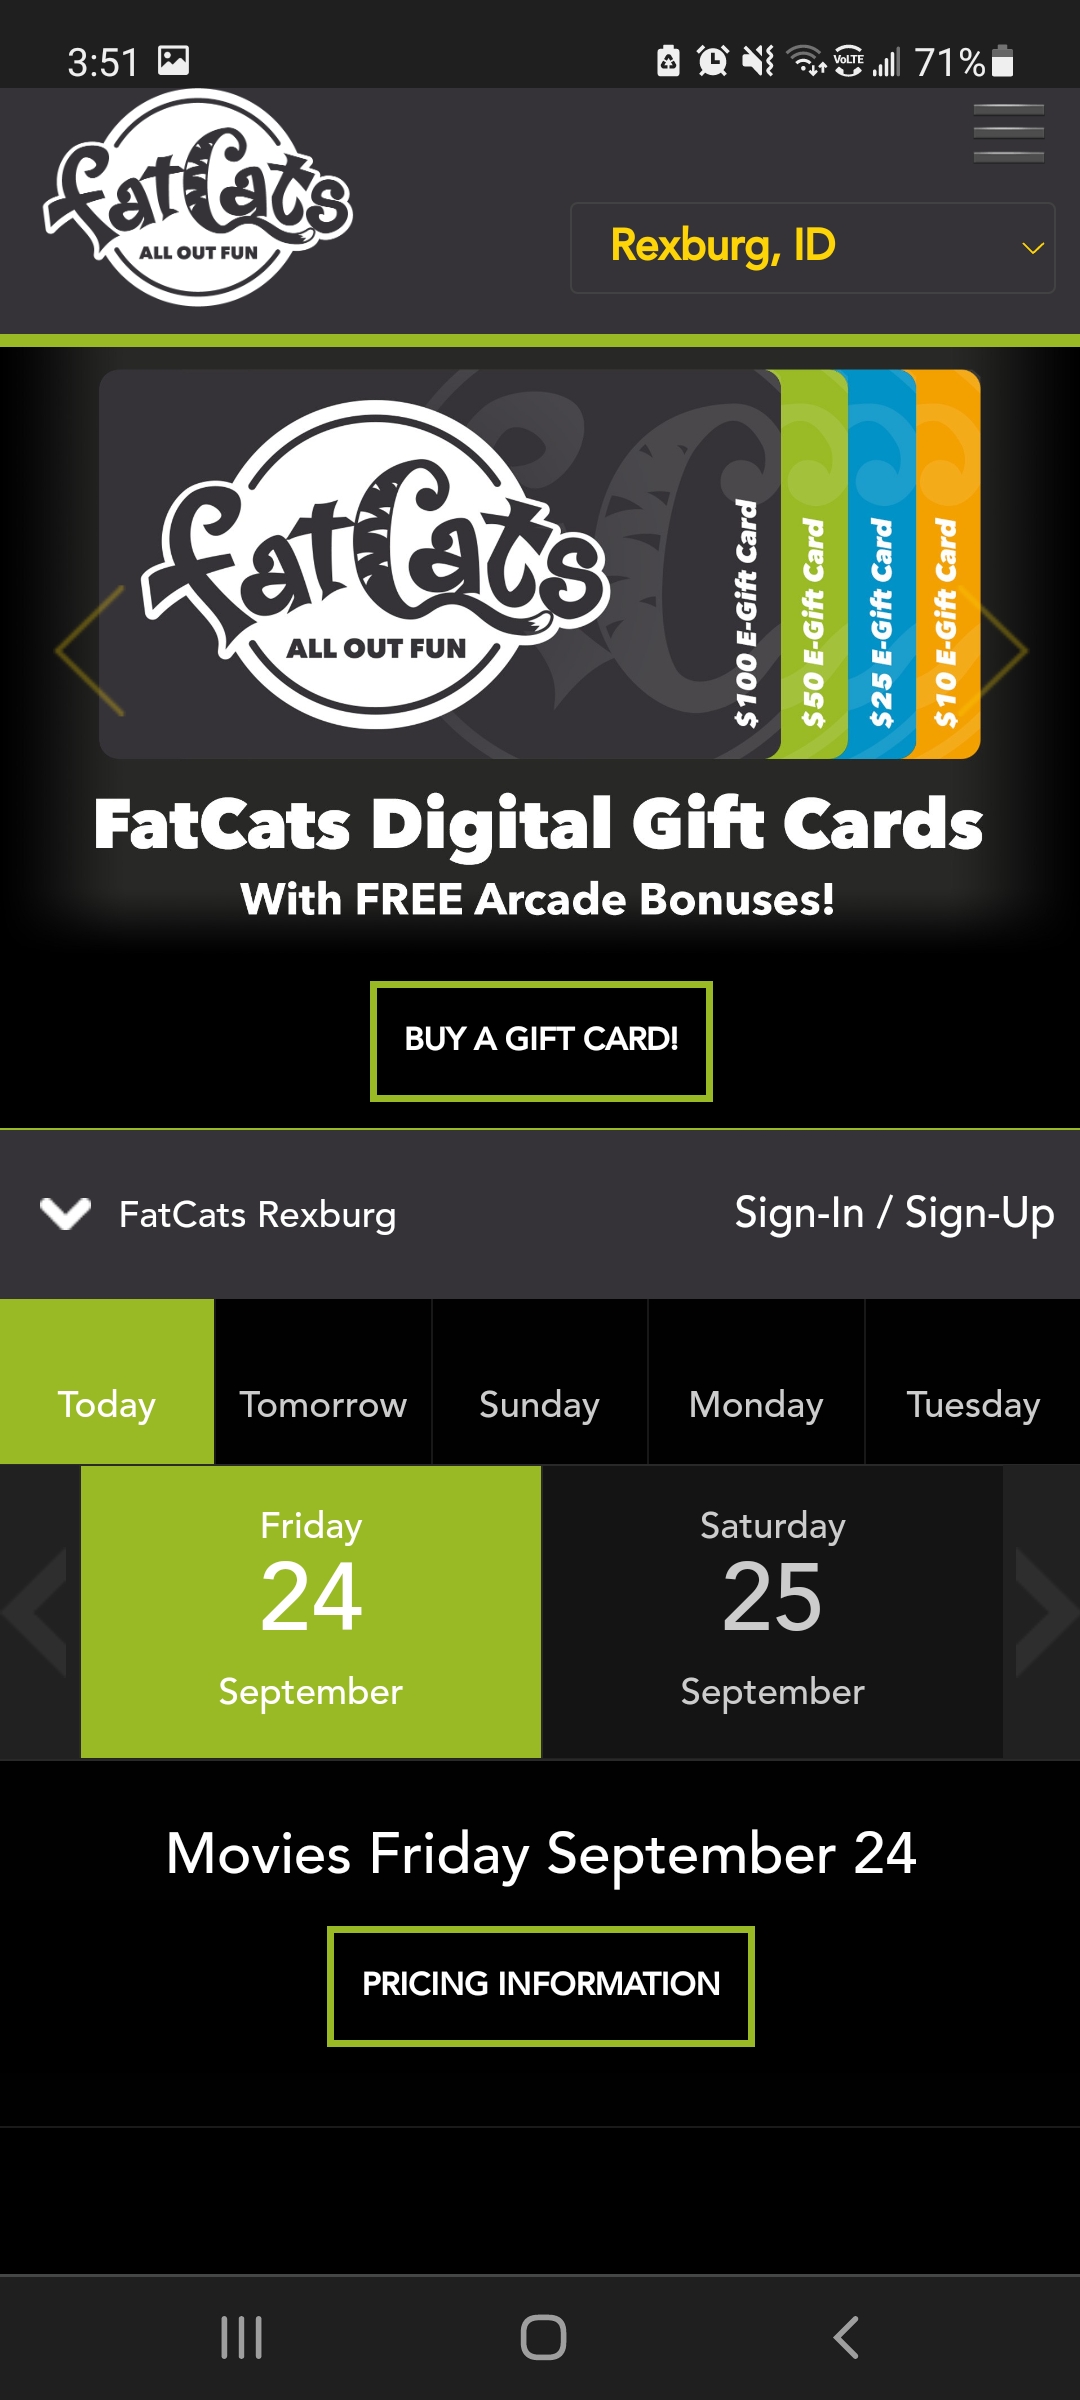 3:51
VoLTE
71%
FatCats
ALL OUT FUN
Rexburg, ID
FatCats
ALL OUT FUN
$100 E-Gift Card
$50 E-Gift Card
$25 E-Gift Card
$10 E-Gift Card
FatCats Digital Gift Cards
With FREE Arcade Bonuses!
BUY A GIFT CARD!
FatCats Rexburg
Sign-In / Sign-Up
Today
Tomorrow
Sunday
Monday
Tuesday
Friday
24
September
Saturday
25
September
Movies Friday September 24
PRICING INFORMATION